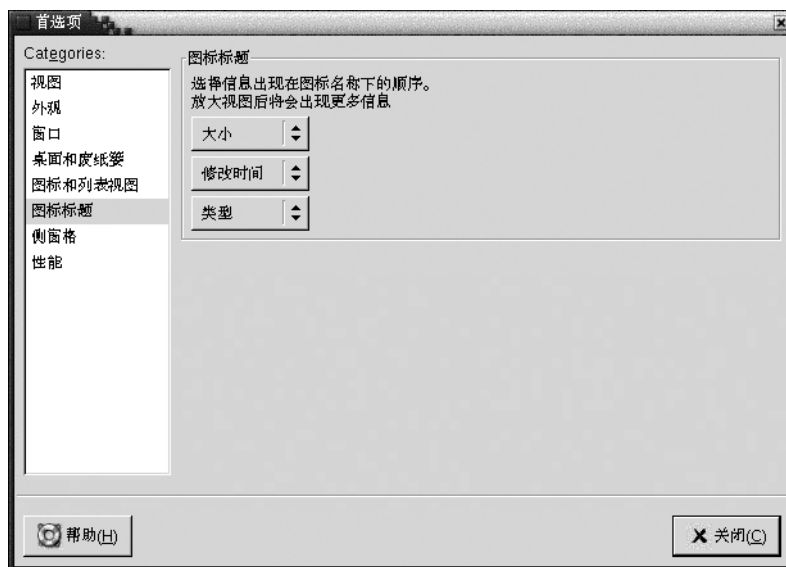 首选项
Categories:
视图
外观
窗口
桌面和废纸篓
图标和列表视图
图标标题
侧窗格
性能
图标标题
选择信息出现在图标名称下的顺序。
放大视图后将会出现更多信息
大小
修改时间
类型
帮助(H)
关闭(C)